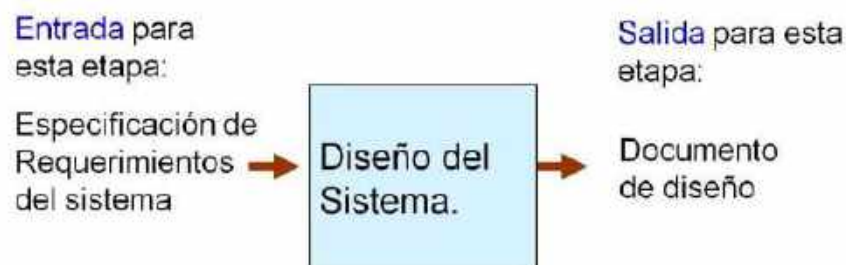 Entrada para
esta etapa:
Especificación de
Requerimientos
del sistema
Diseño del
Sistema.
Salida para esta
etapa:
Documento
de diseño